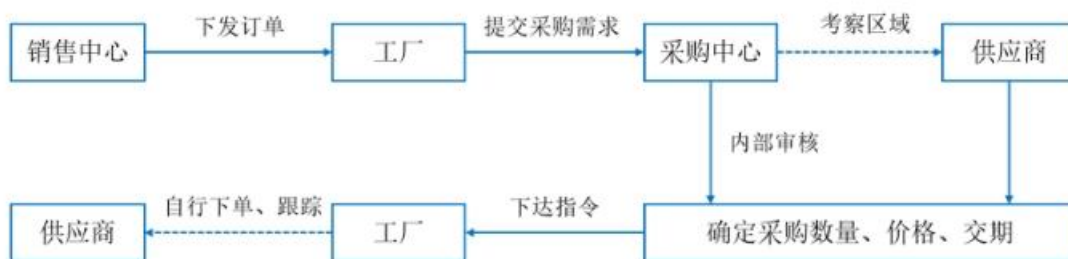 下发订单
提交采购需求
考察区域
销售中心
工厂
采购中心
供应商
内部审核
自行下单、跟踪
下达指令
供应商
工厂
确定采购数量、价格、交期